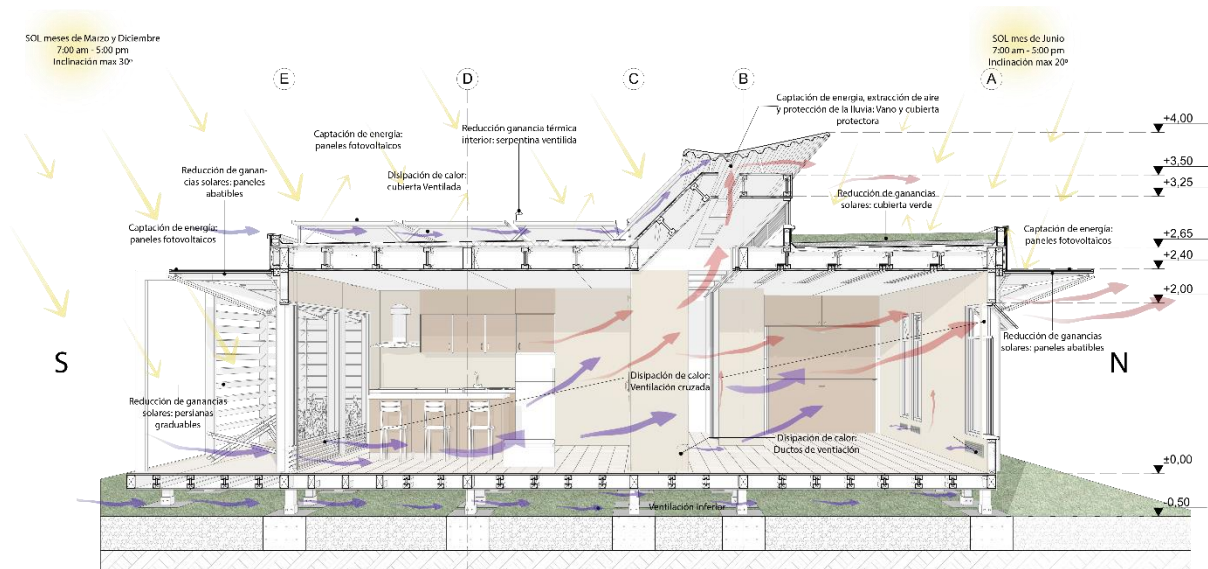 SOL meses de Marzo y Diciembre
7:00 am - 5:00 pm
Inclinación max 30º
SOL mes de Junio
7:00 am - 5:00 pm
Inclinación max 20º
E
D
C
B
A
Captación de energia, extracción de aire
y protección de la lluvia: Vano y cubierta
protectora
+4,00
Captación de energía:
paneles fotovoltaicos
Reducción ganancia térmica
interior: serpentina ventilida
Reducción de ganan-
cias solares: paneles
abatibles
Disipación de calor:
cubierta Ventilada
+3,50
+3,25
Reducción de ganancias
solares: cubierta verde
Captación de energía:
paneles fotovoltaicos
Captación de energía:
paneles fotovoltaicos
+2,65
+2,40
+2,00
Reducción de ganancias
solares: paneles abatibles
S
N
Disipación de calor:
Ventilación cruzada
Reducción de ganancias
solares: persianas
graduables
Disipación de calor:
Ductos de ventiación
±0,00
-0,50
Ventilación inferior